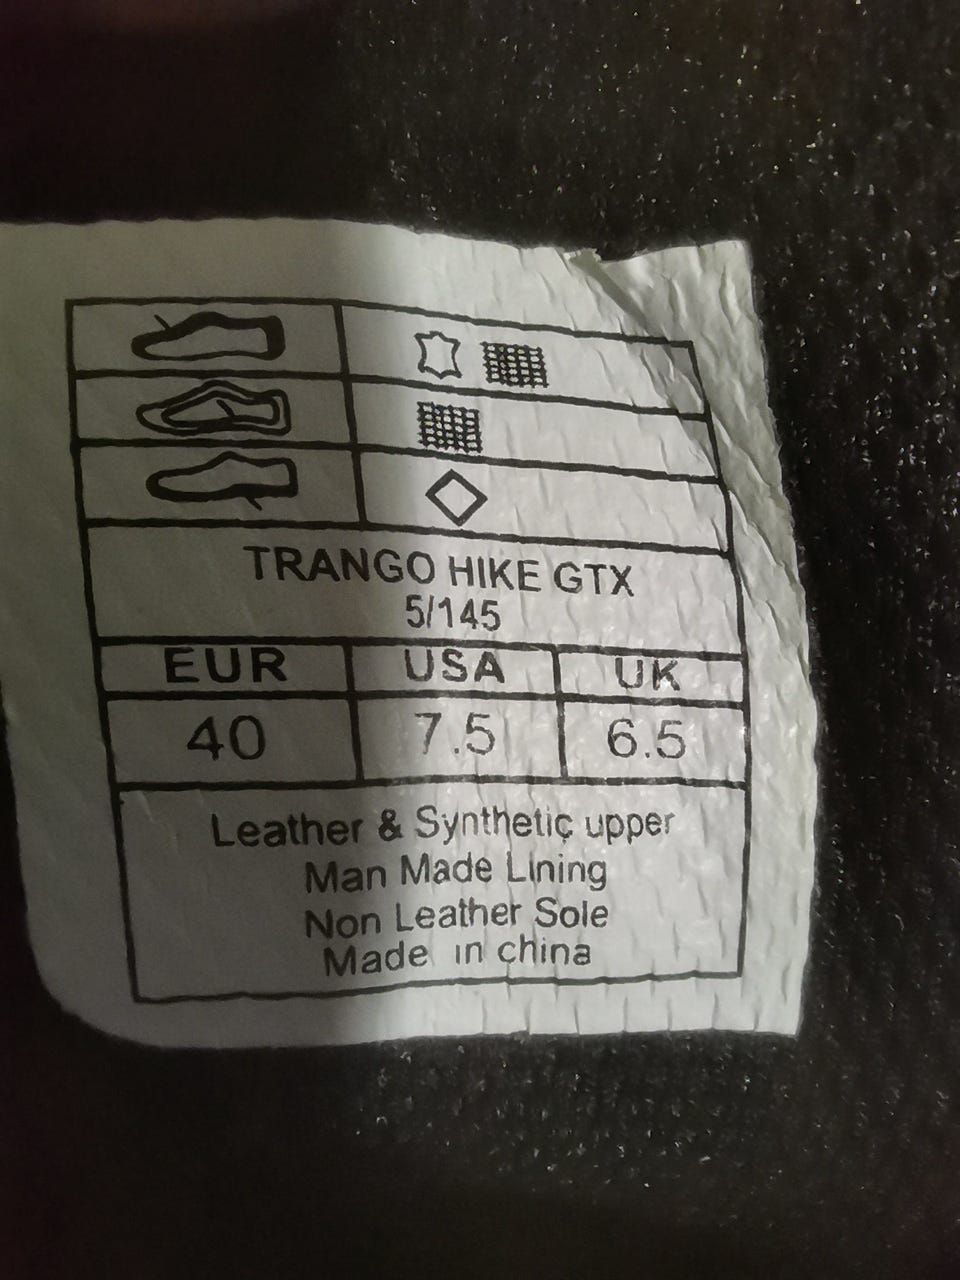 TRANGO HIKE GTX
5/145
EUR USA UK
40 7.5 6.5
Leather & Synthetic upper
Man Made Lining
Non Leather Sole
Made in china